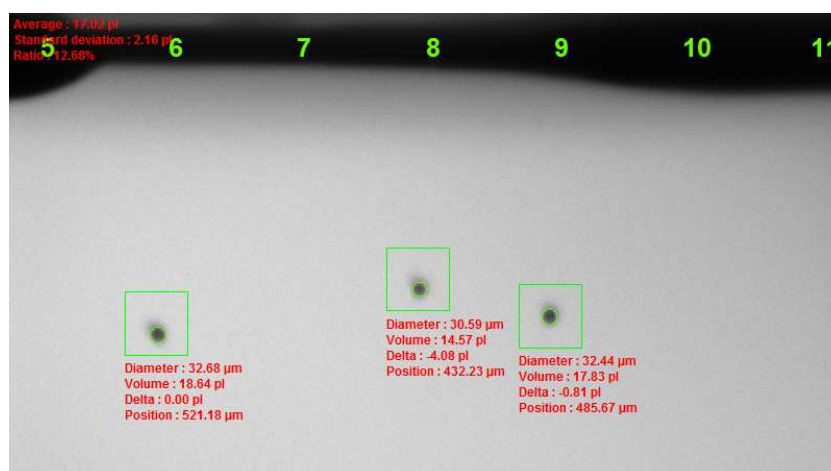 Average : 17.02 pl
Standard deviation : 2.16 pl
Ratio : 12.68%
5 6 7 8 9 10 11
Diameter : 32.68 µm
Volume : 18.64 pl
Delta : 0.00 pl
Position : 521.18 µm
Diameter : 30.59 µm
Volume : 14.57 pl
Delta : -4.08 pl
Position : 432.23 µm
Diameter : 32.44 µm
Volume : 17.83 pl
Delta : -0.81 pl
Position : 485.67 µm